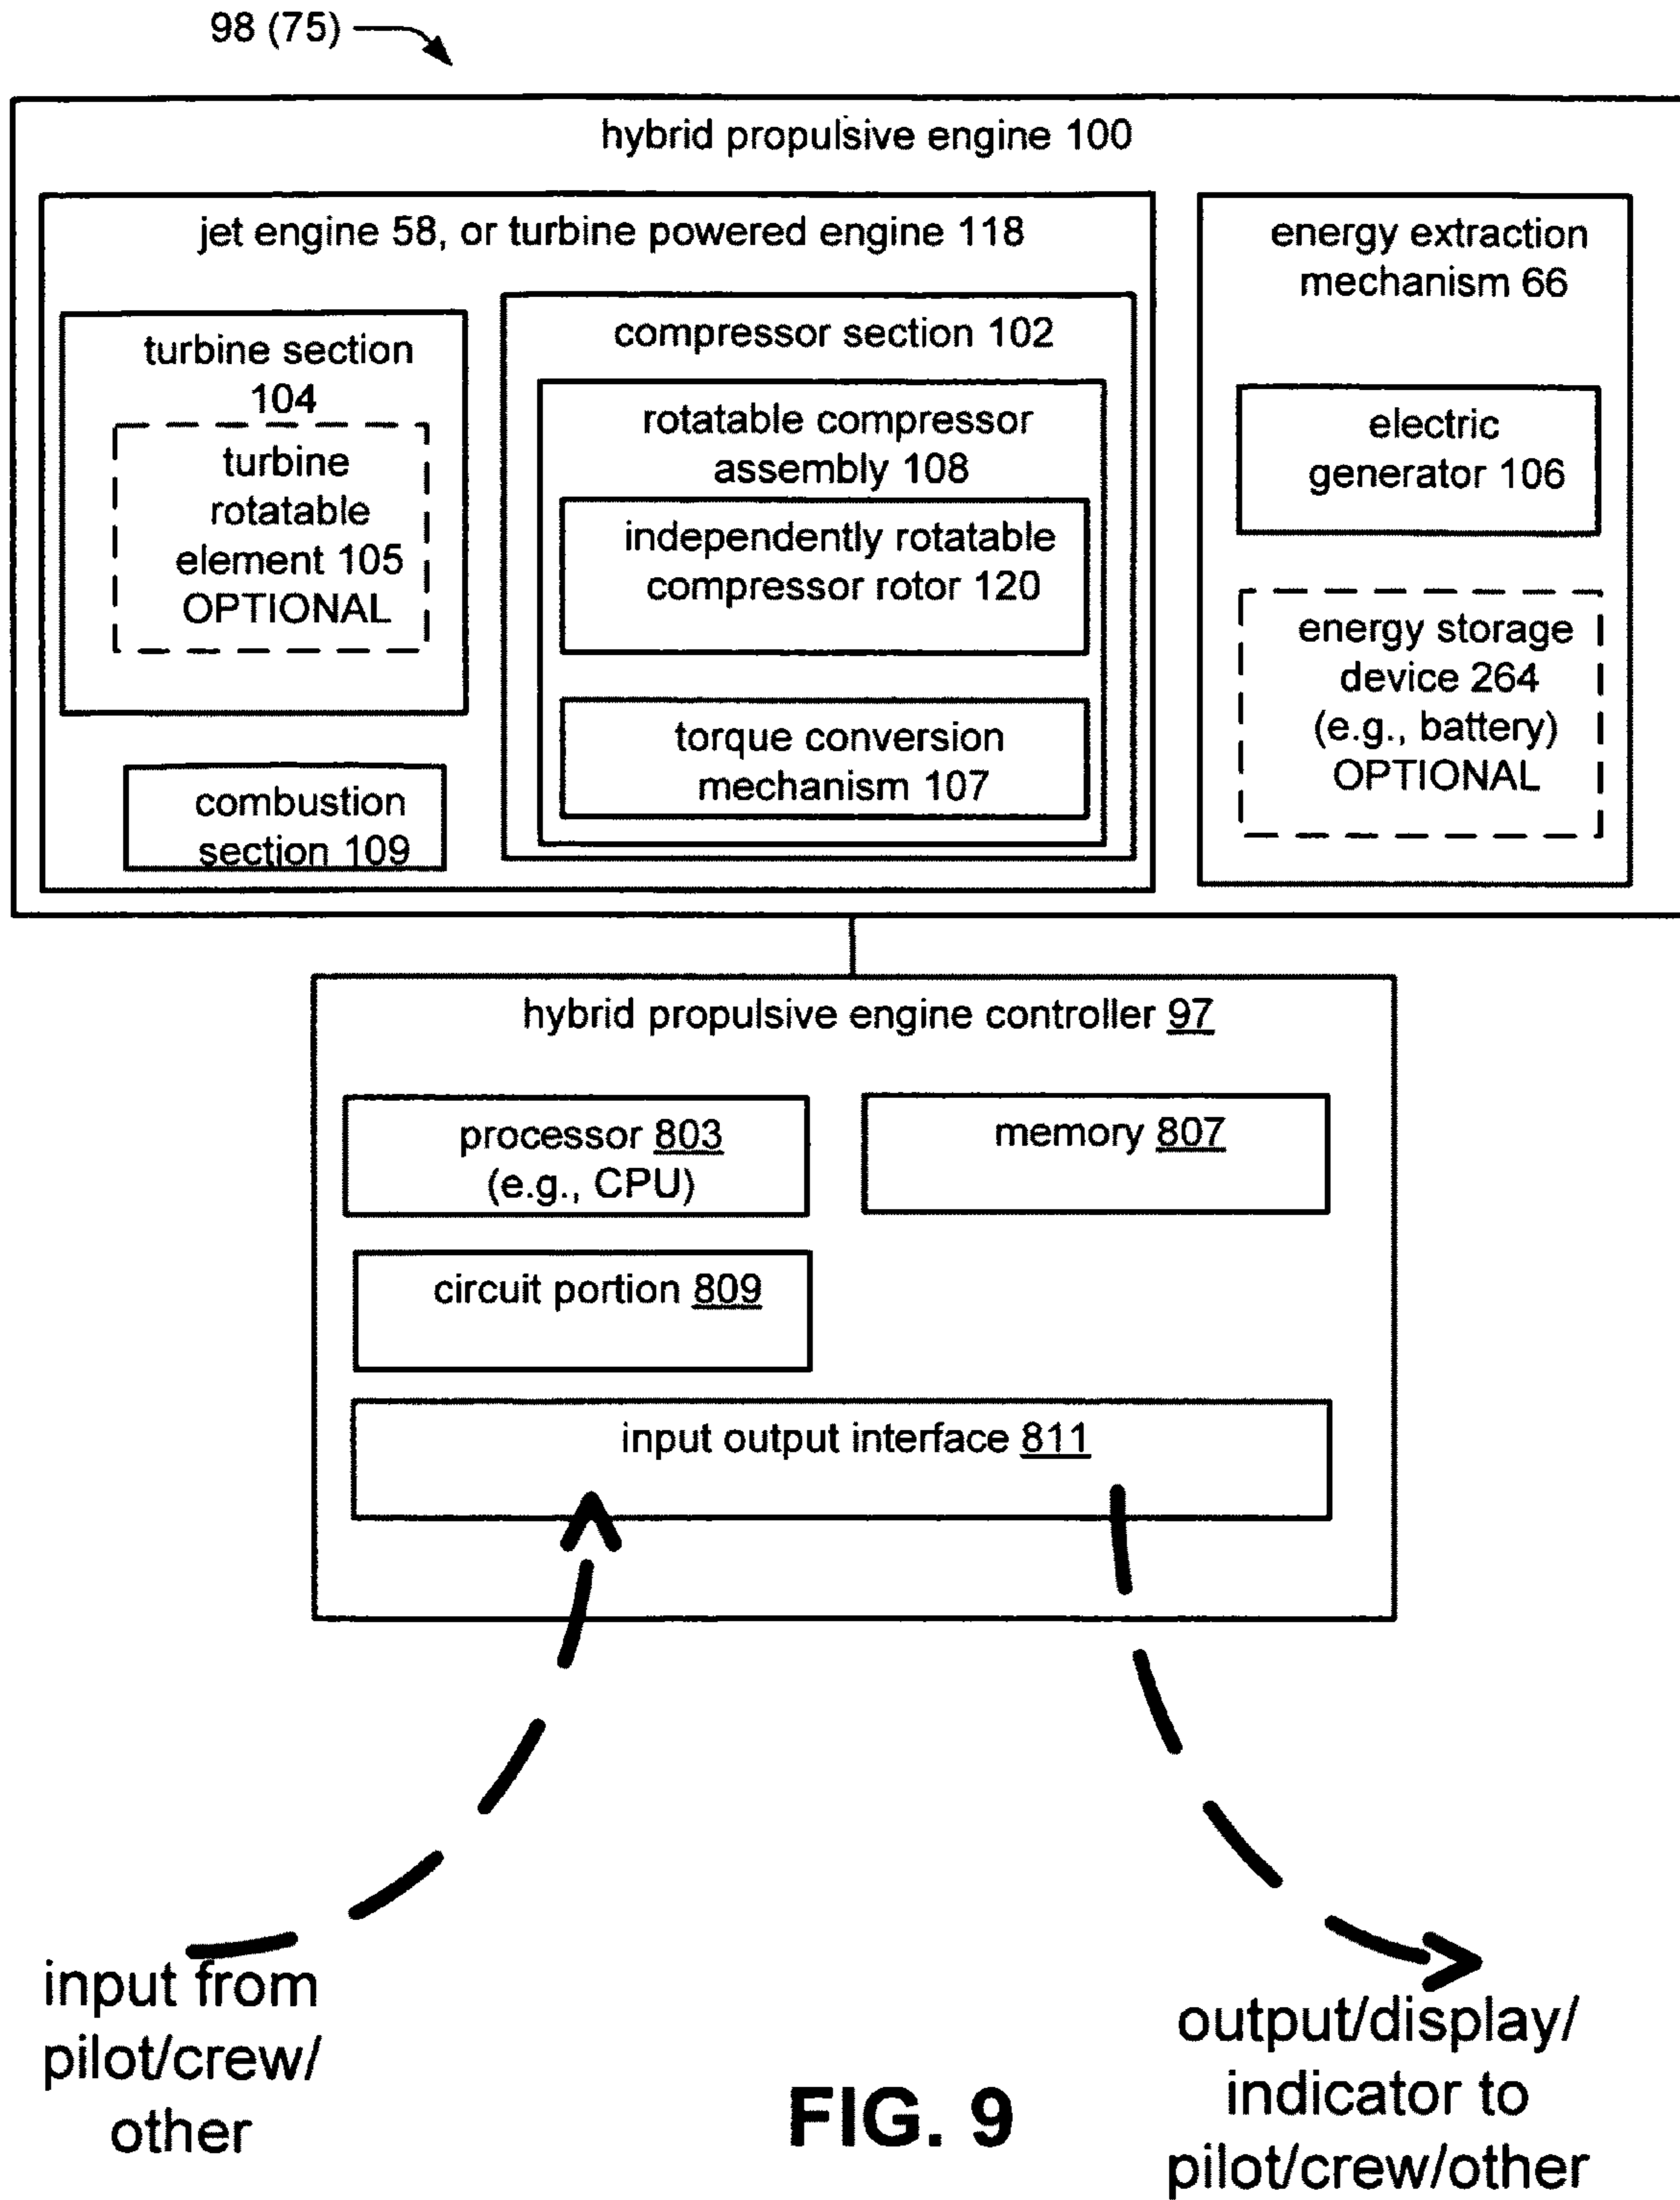 98 (75)
hybrid propulsive engine 100
jet engine 58, or turbine powered engine 118
turbine section
104
turbine
rotatable
element 105
OPTIONAL
combustion
section 109
compressor section 102
rotatable compressor
assembly 108
independently rotatable
compressor rotor 120
torque conversion
mechanism 107
energy extraction
mechanism 66
electric
generator 106
energy storage
device 264
(e.g., battery)
OPTIONAL
hybrid propulsive engine controller 97
processor 803
(e.g., CPU)
memory 807
circuit portion 809
input output interface 811
input from
pilot/crew/
other
output/display/
indicator to
pilot/crew/other
FIG. 9